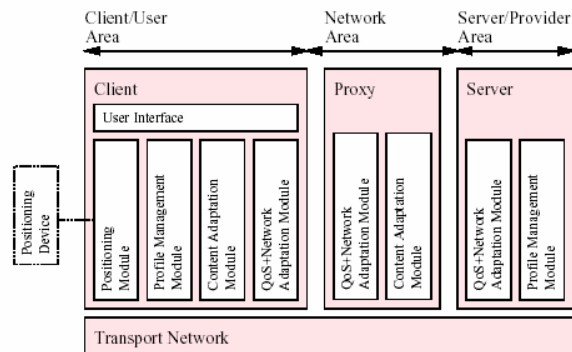 Client/User
Area
Network
Area
Server/Provider
Area
Client
Proxy
Server
User Interface
Positioning
Device
Positioning
Module
Profile Management
Module
Content Adaptation
Module
QoS+Network
Adaptation Module
QoS+Network
Adaptation Module
Content Adaptation
Module
QoS+Network
Adaptation Module
Profile Management
Module
Transport Network